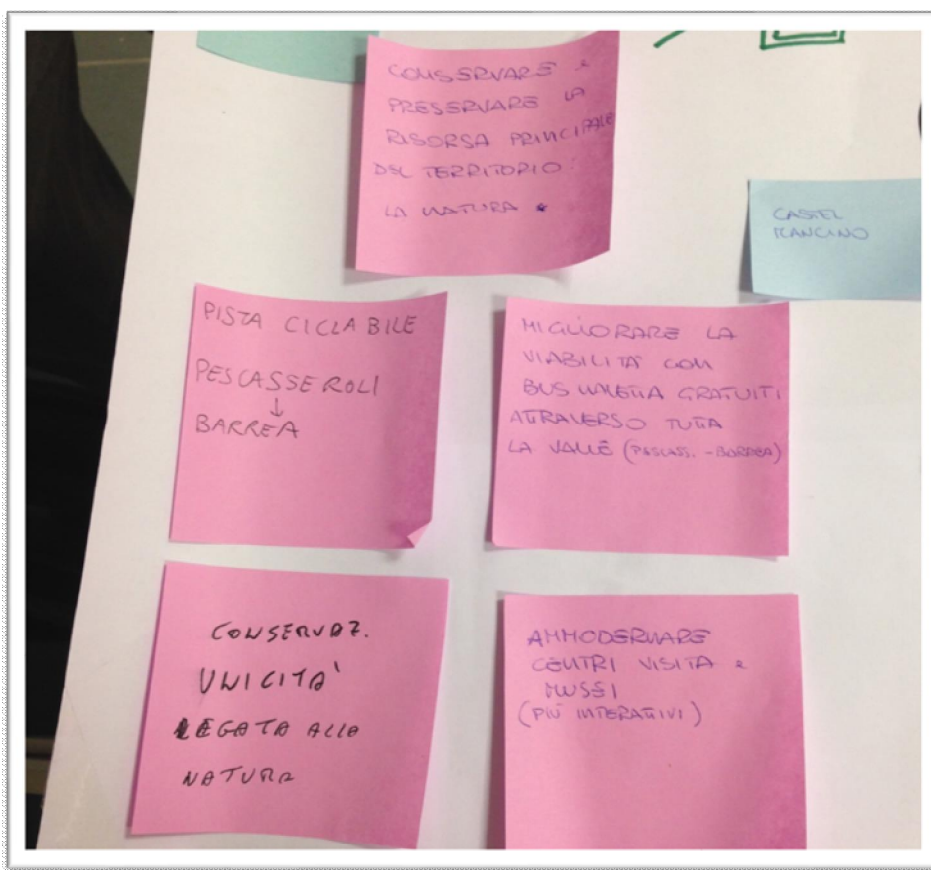 CONSERVARE e
PRESERVARE LA
RISORSA PRINCIPALE
DEL TERRITORIO:
LA NATURA
CASTEL
MANCINO
PISTA CICLABILE
PESCASSEROLI
↓
BARREA
MIGLIORARE LA
VIABILITÀ CON
BUS NAVETTA GRATUITI
ATTRAVERSO TUTTA
LA VALLE (PESCASS. - BARREA)
CONSERVAZ.
UNICITA'
LEGATA ALLA
NATURA
AMMODERNARE
CENTRI VISITA e
MUSEI
(PIÙ INTERATTIVI)